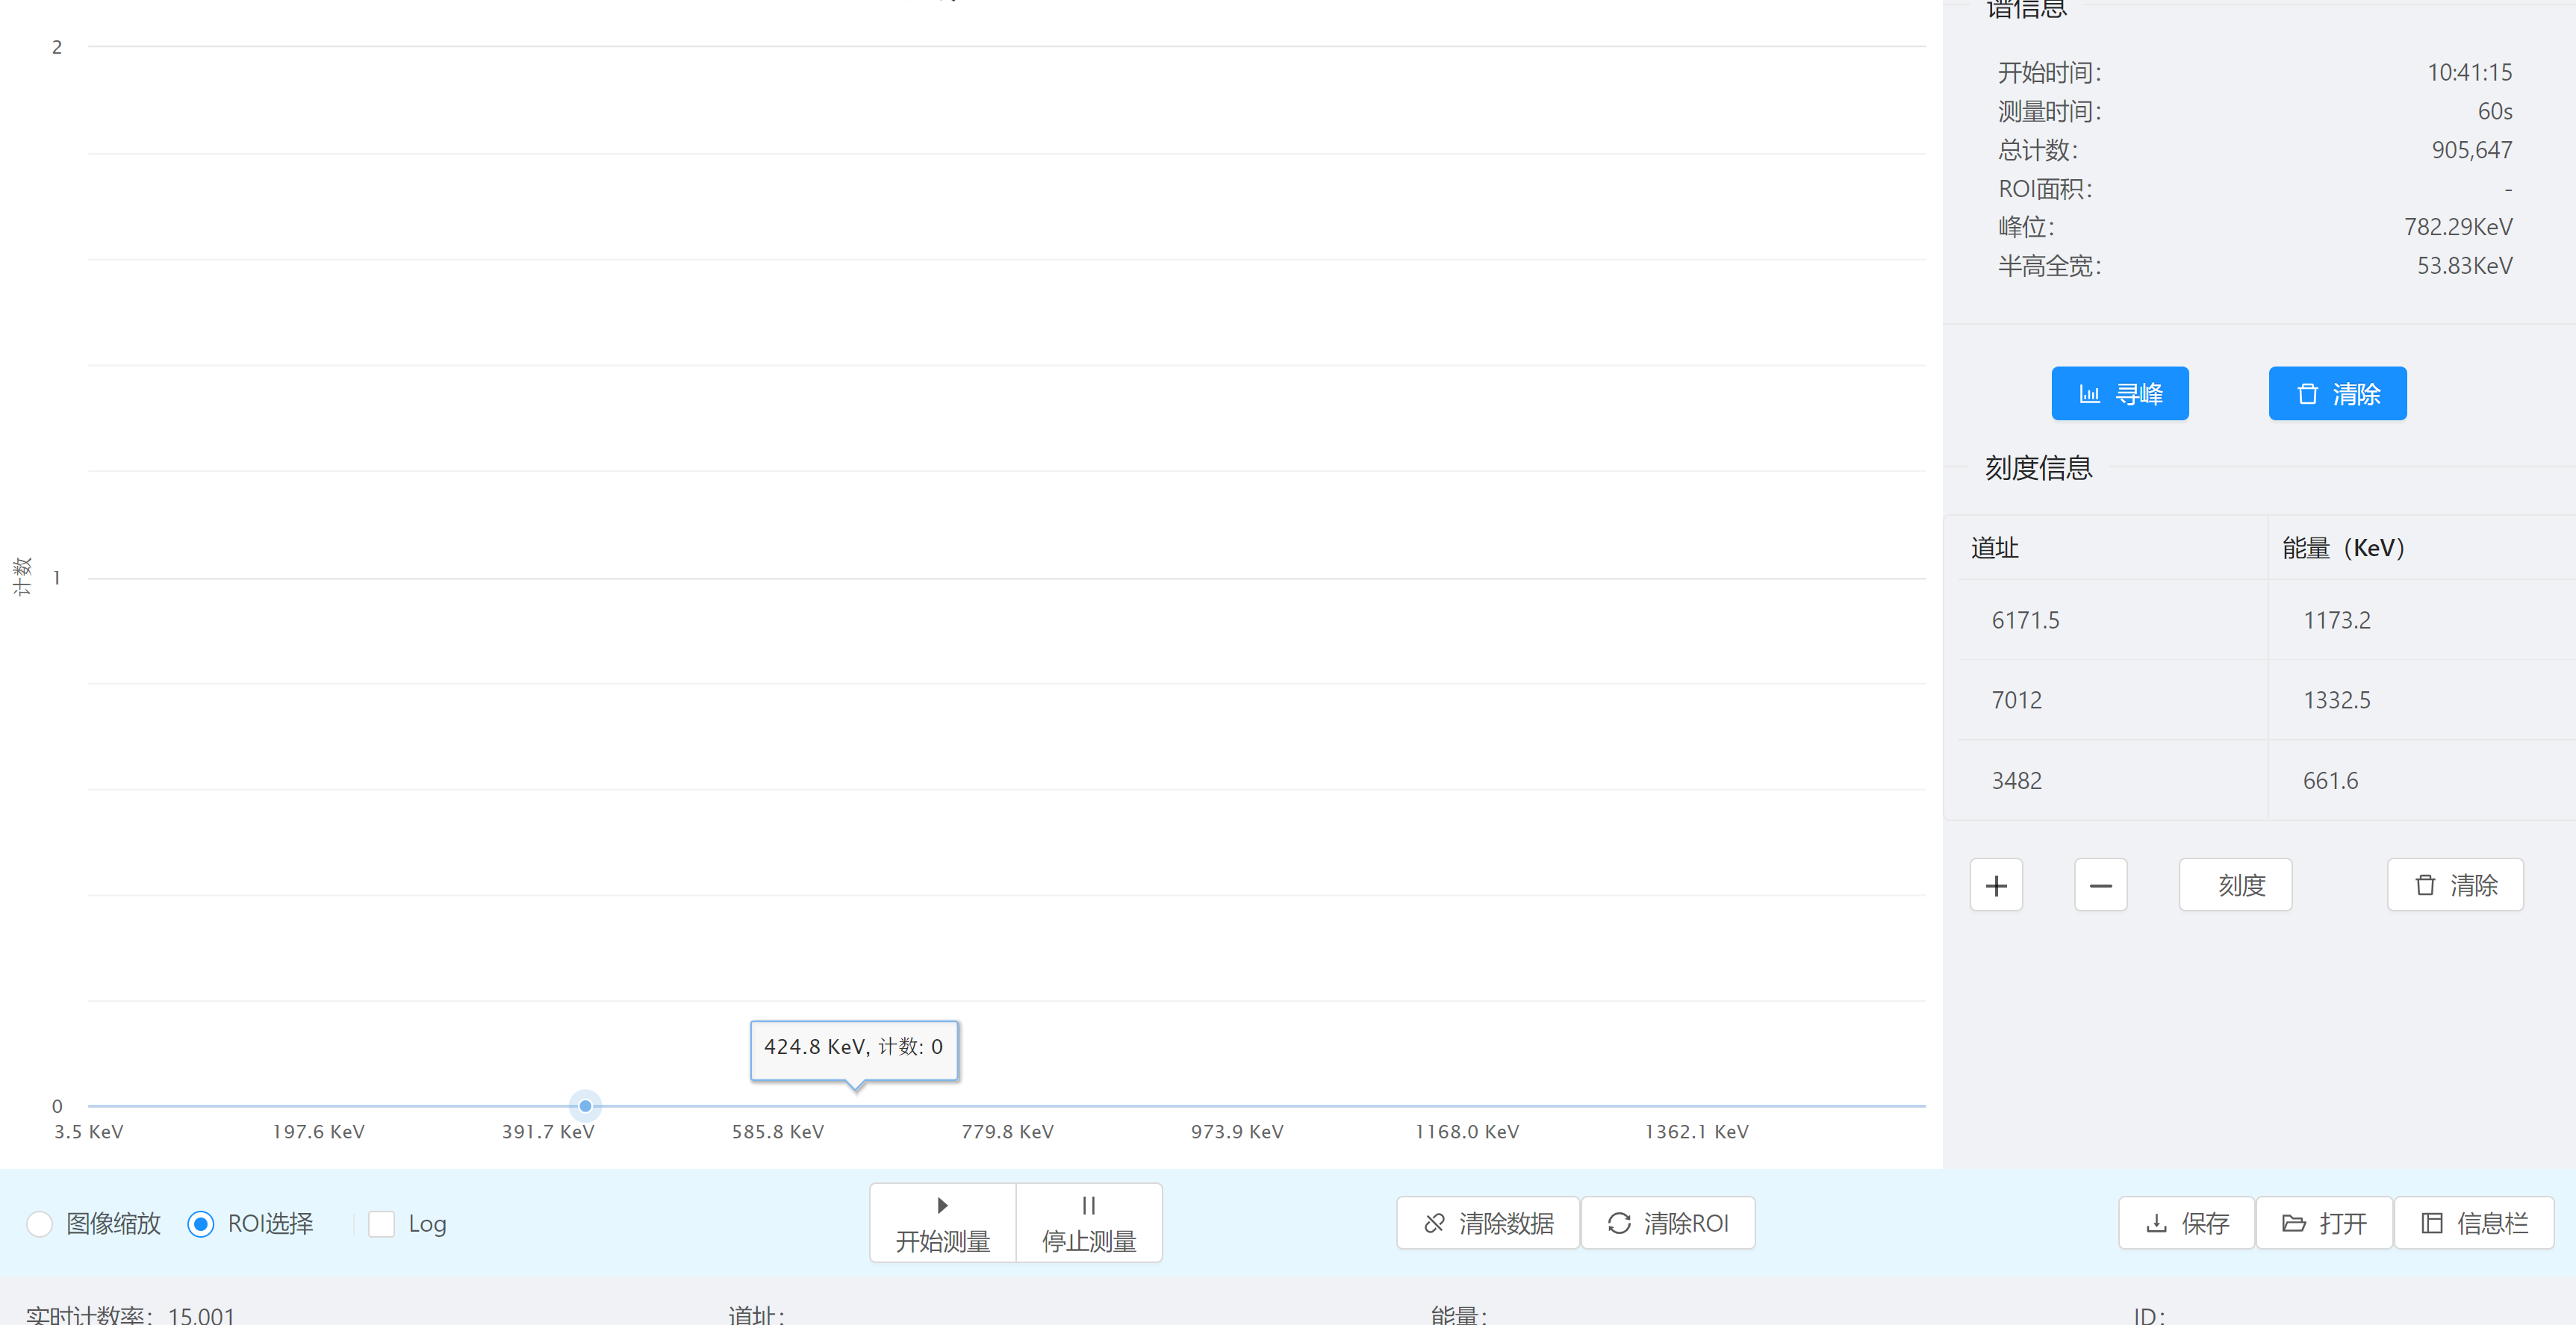 2
1
0
计数
424.8 KeV, 计数: 0
3.5 KeV 197.6 KeV 391.7 KeV 585.8 KeV 779.8 KeV 973.9 KeV 1168.0 KeV 1362.1 KeV
谱信息
开始时间： 10:41:15
测量时间： 60s
总计数： 905,647
ROI面积： -
峰位： 782.29KeV
半高全宽： 53.83KeV
寻峰 清除
刻度信息
道址 能量（KeV）
6171.5 1173.2
7012 1332.5
3482 661.6
刻度 清除
图像缩放 ROI选择 Log
开始测量 停止测量
清除数据 清除ROI
保存 打开 信息栏
实时计数率： 15,001 道址： 能量： ID：